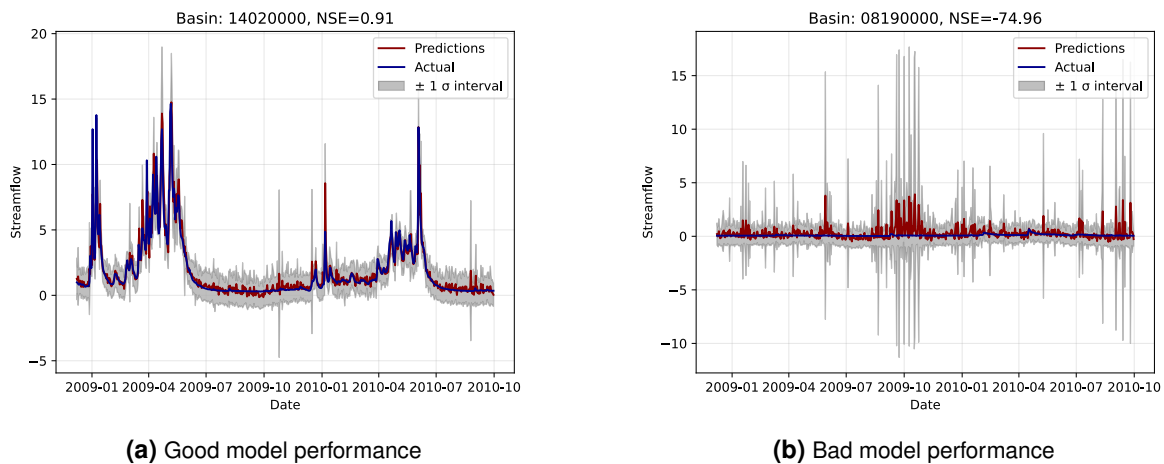 Basin: 14020000, NSE=0.91
Predictions
Actual
± 1 σ interval
20
15
10
5
0
−5
Streamflow
2009-01 2009-04 2009-07 2009-10 2010-01 2010-04 2010-07 2010-10
Date
(a) Good model performance
Basin: 08190000, NSE=-74.96
Predictions
Actual
± 1 σ interval
15
10
5
0
−5
−10
Streamflow
2009-01 2009-04 2009-07 2009-10 2010-01 2010-04 2010-07 2010-10
Date
(b) Bad model performance